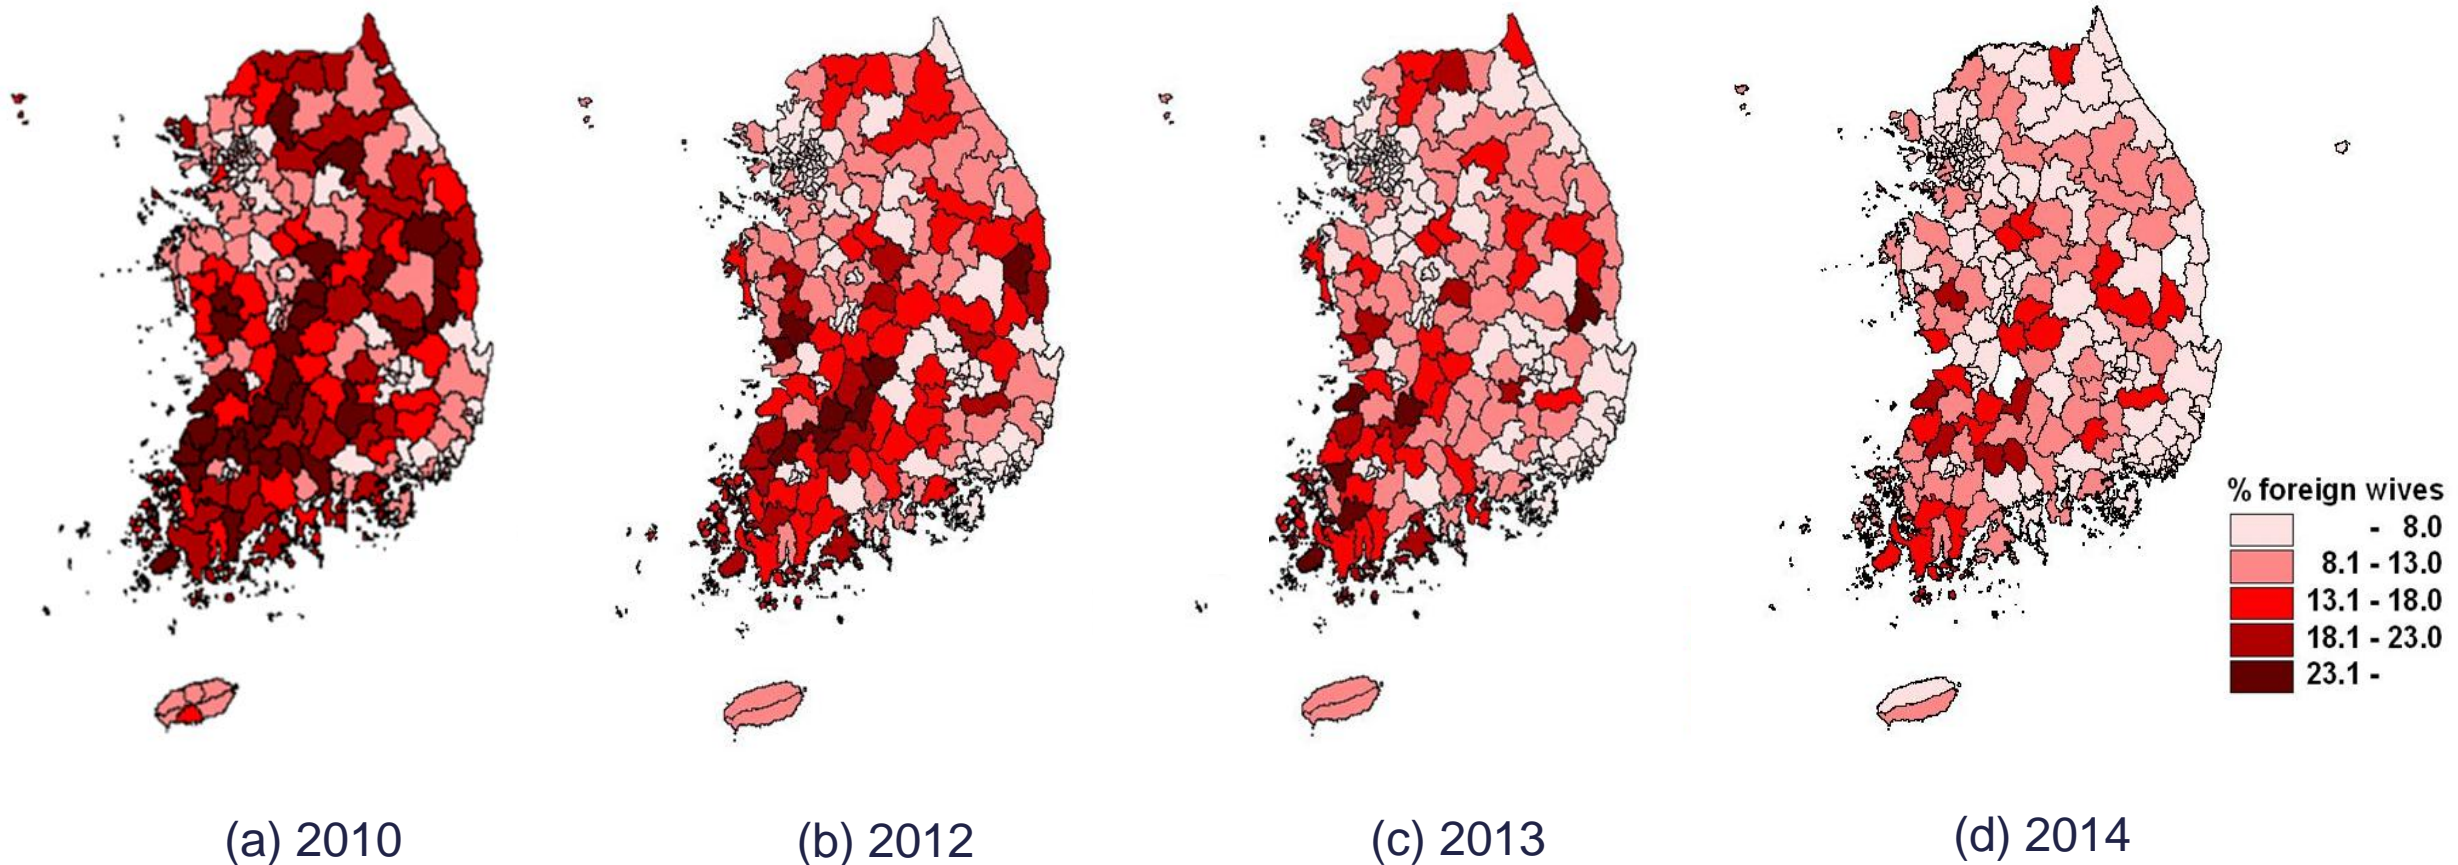 % foreign wives
- 8.0
8.1 - 13.0
13.1 - 18.0
18.1 - 23.0
23.1 -
(a) 2010
(b) 2012
(c) 2013
(d) 2014